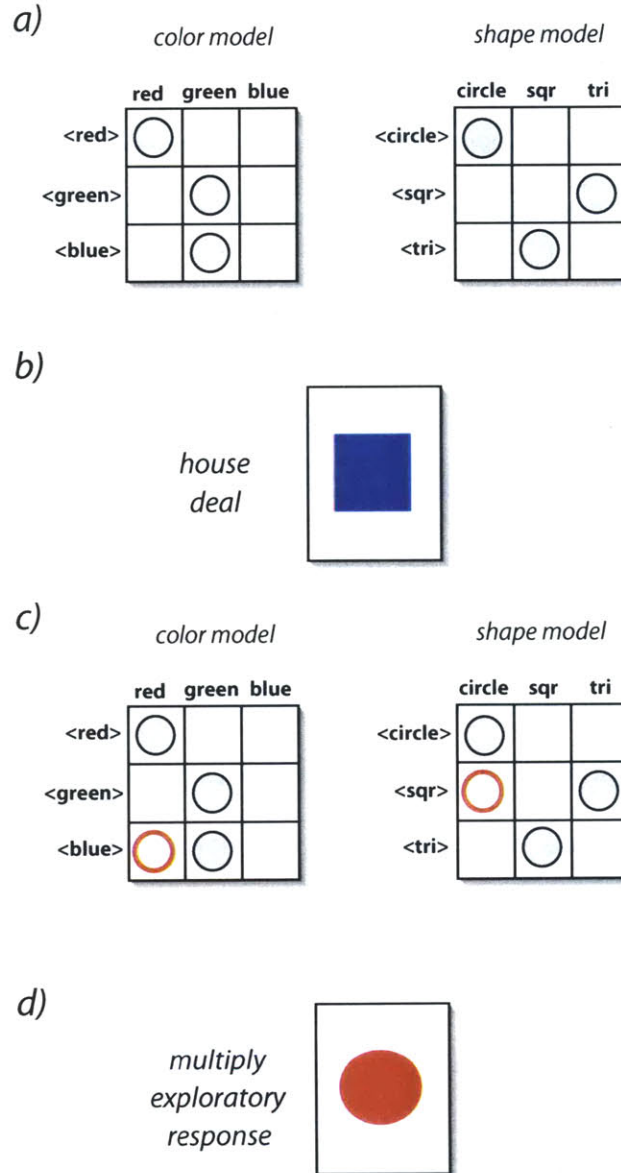 a)
color model
shape model
red green blue
circle sqr tri
<red>
<circle>
<green>
<sqr>
<blue>
<tri>
b)
house
deal
c)
color model
shape model
red green blue
circle sqr tri
<red>
<circle>
<green>
<sqr>
<blue>
<tri>
d)
multiply
exploratory
response